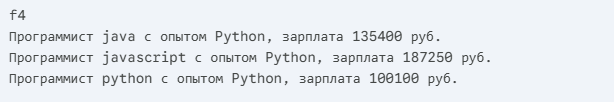 f4
Программист java с опытом Python, зарплата 135400 руб.
Программист javascript с опытом Python, зарплата 187250 руб.
Программист python с опытом Python, зарплата 100100 руб.